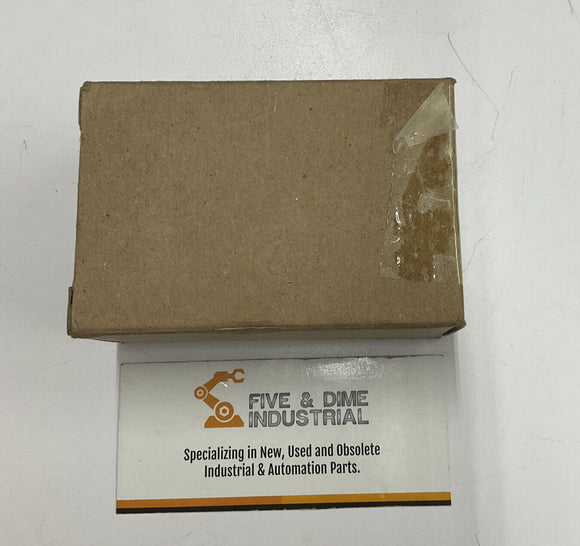 FIVE & DIME
INDUSTRIAL
Specializing in New, Used and Obsolete
Industrial & Automation Parts.